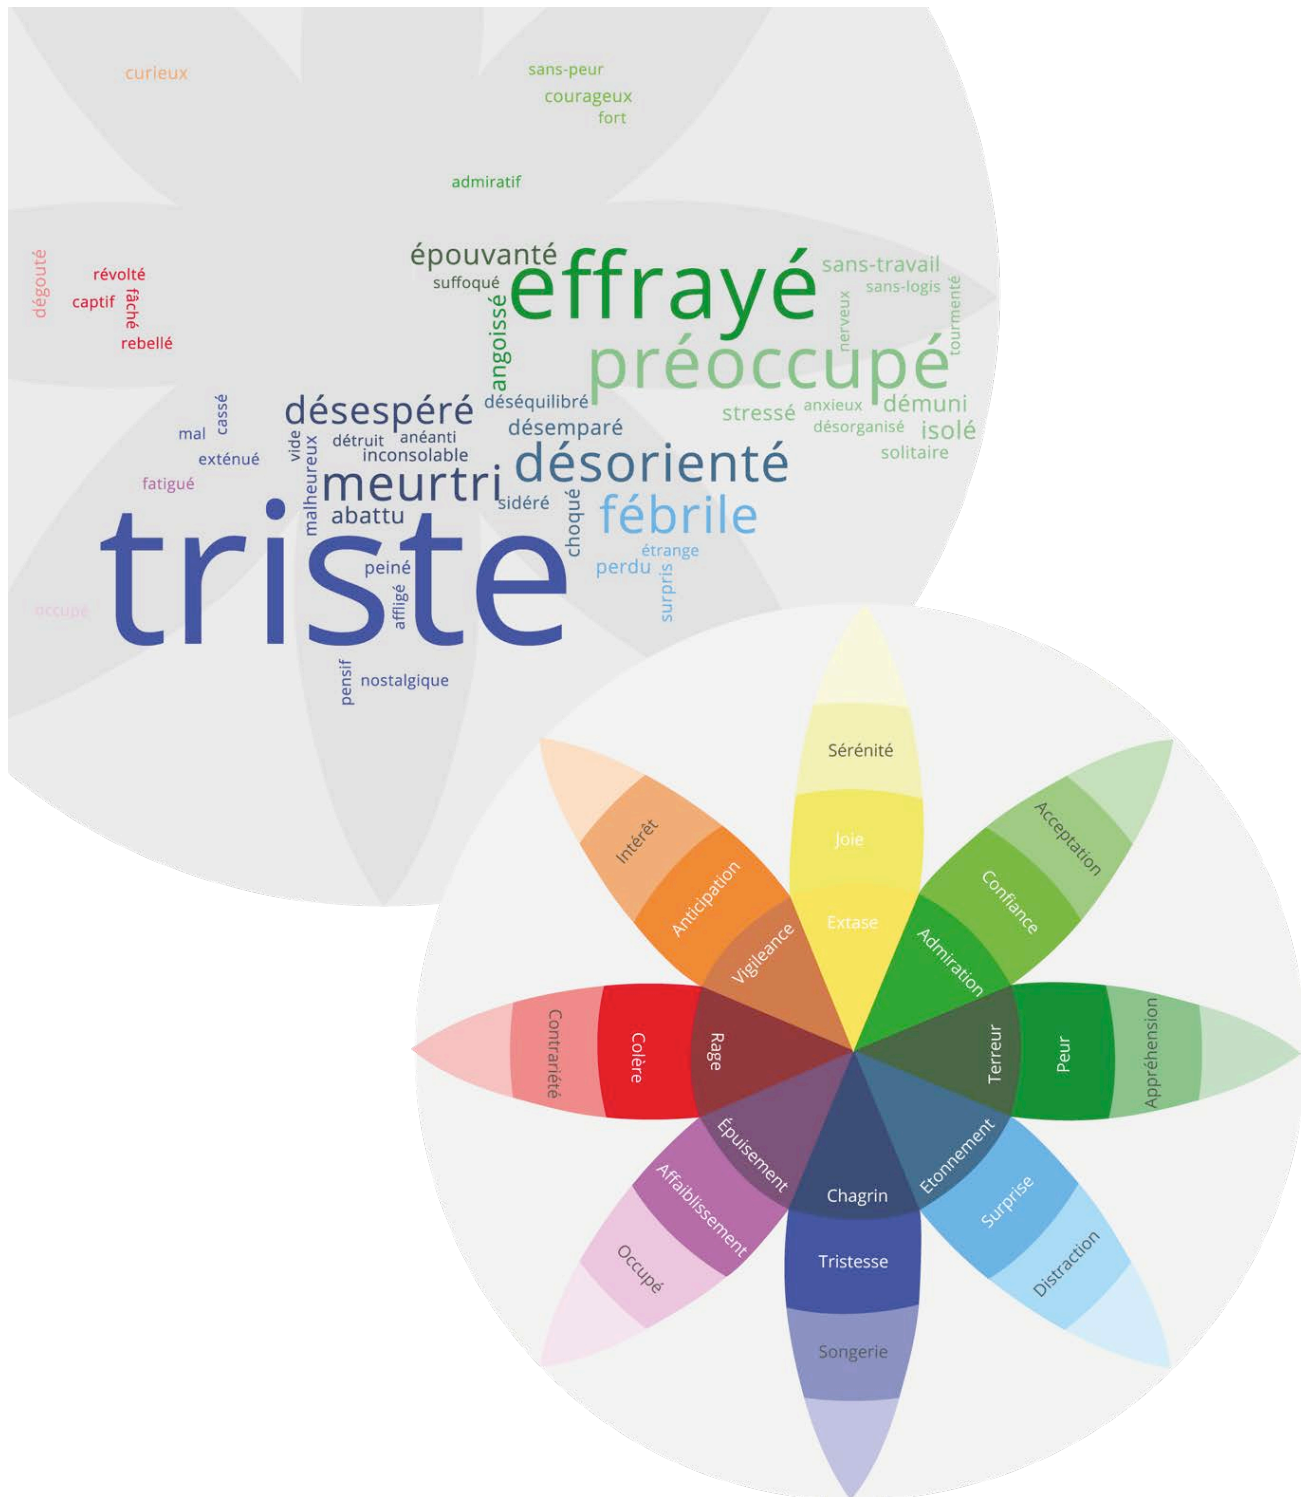 curieux
sans-peur
courageux
fort
admiratif
épouvanté
suffoqué
effrayé
angoissé
sans-travail
sans-logis
nerveux
tourmenté
préoccupé
dégouté
révolté
captif
fâché
rebellé
stressé
anxieux
démuni
désorganisé
isolé
solitaire
désespéré
déséquilibré
désemparé
désorienté
cassé
mal
exténué
fatigué
vide
malheureux
détruit
anéanti
inconsolable
meurtri
sidéré
choqué
abattu
fébrile
étrange
perdu
surpris
triste
peiné
affligé
occupé
pensif
nostalgique
Sérénité
Joie
Extase
Intérêt
Anticipation
Vigileance
Acceptation
Confiance
Admiration
Contrariété
Colère
Rage
Terreur
Peur
Appréhension
Épuisement
Affaiblissement
Occupé
Chagrin
Tristesse
Songerie
Etonnement
Surprise
Distraction